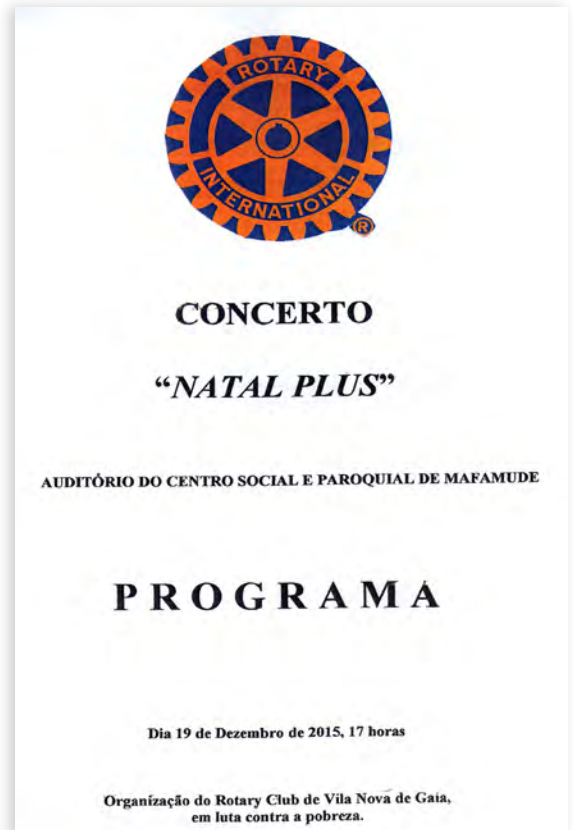 ROTARY
INTERNATIONAL
®
CONCERTO
“NATAL PLUS”
AUDITÓRIO DO CENTRO SOCIAL E PAROQUIAL DE MAFAMUDE
PROGRAMA
Dia 19 de Dezembro de 2015, 17 horas
Organização do Rotary Club de Vila Nova de Gaia,
em luta contra a pobreza.